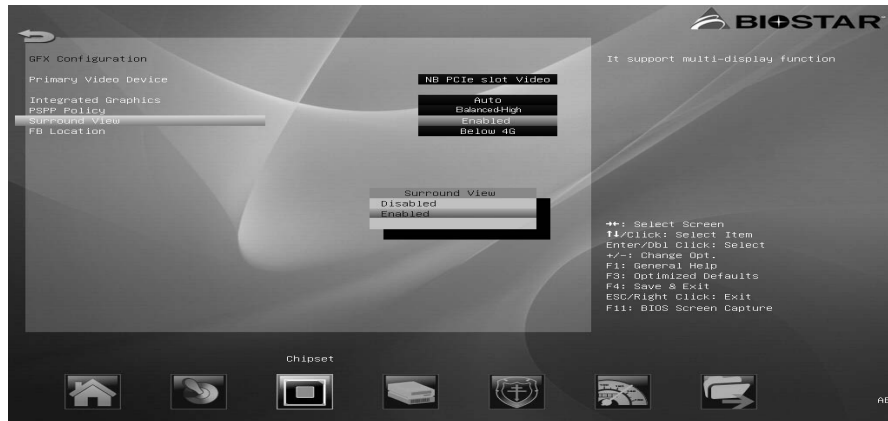 BIOSTAR
GFX Configuration
It support multi-display function
Primary Video Device NB PCIe slot Video
Integrated Graphics Auto
PSPP Policy Balanced-High
Surround View Enabled
FB Location Below 4G
Surround View
Disabled
Enabled
→←: Select Screen
↑↓/Click: Select Item
Enter/Dbl Click: Select
+/-: Change Opt.
F1: General Help
F3: Optimized Defaults
F4: Save & Exit
ESC/Right Click: Exit
F11: BIOS Screen Capture
Chipset